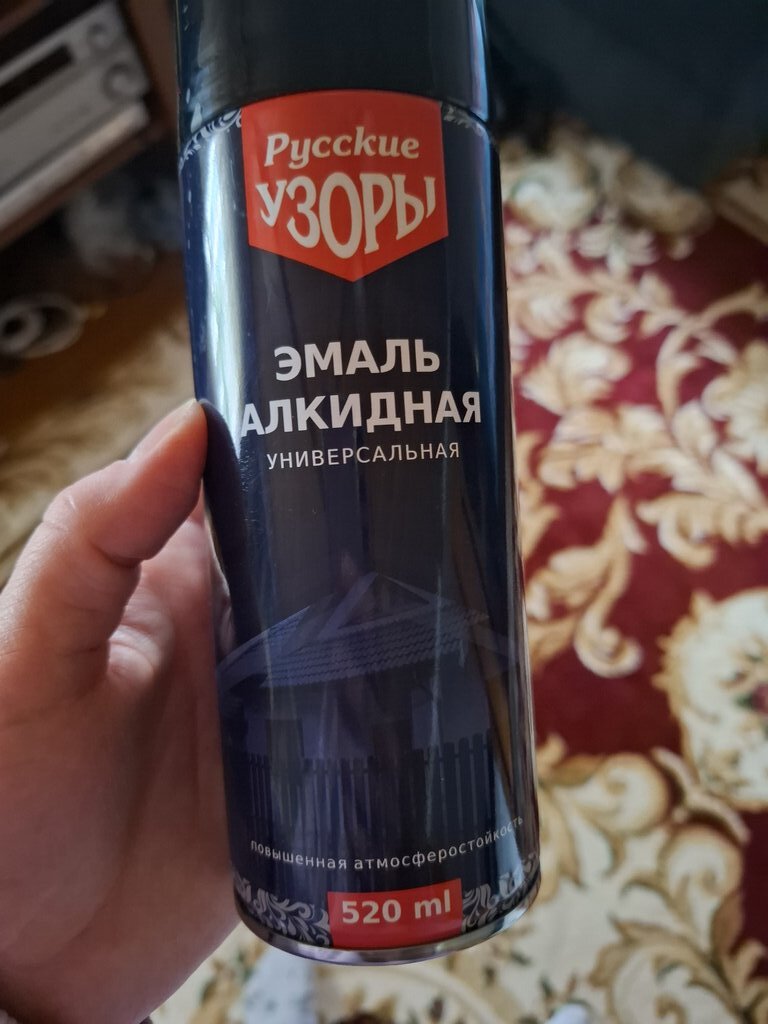 Русские
УЗОРЫ
ЭМАЛЬ
АЛКИДНАЯ
УНИВЕРСАЛЬНАЯ
повышенная атмосферостойкость
520 ml